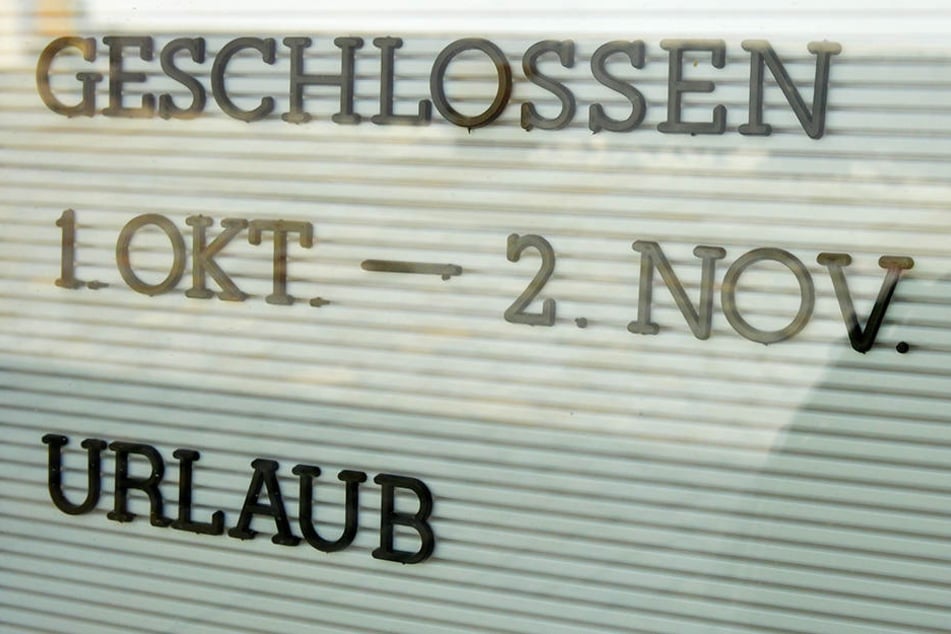 GESCHLOSSEN
1. OKT. — 2. NOV.
URLAUB